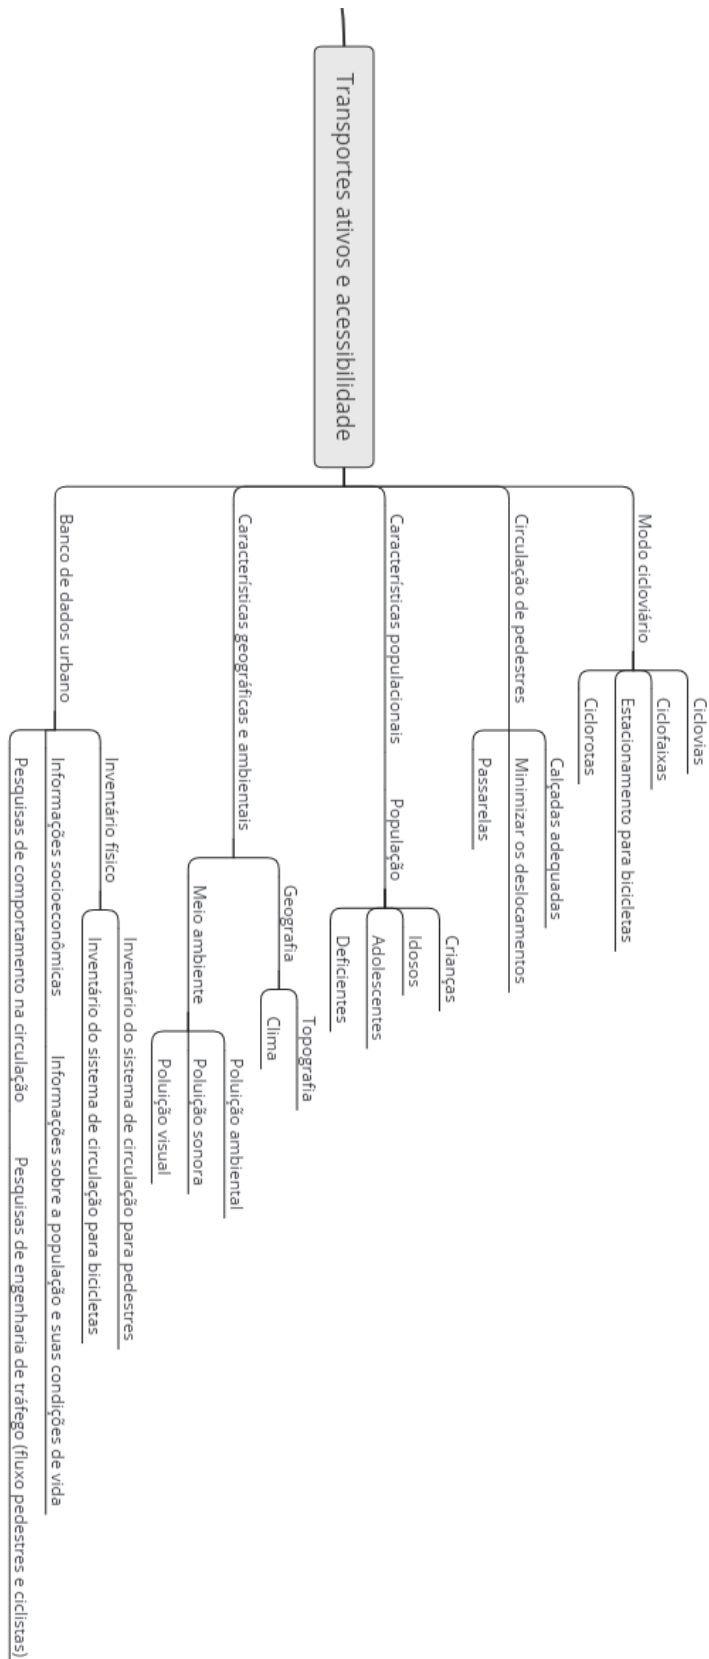 Transportes ativos e acessibilidade
Modo cicloviário
Ciclovias
Ciclofaixas
Estacionamento para bicicletas
Ciclorotas
Circulação de pedestres
Calçadas adequadas
Minimizar os deslocamentos
Passarelas
Características populacionais
População
Crianças
Idosos
Adolescentes
Deficientes
Características geográficas e ambientais
Geografia
Topografia
Clima
Meio ambiente
Poluição ambiental
Poluição sonora
Poluição visual
Banco de dados urbano
Inventário físico
Inventário do sistema de circulação para pedestres
Inventário do sistema de circulação para bicicletas
Informações socioeconômicas
Informações sobre a população e suas condições de vida
Pesquisas de comportamento na circulação
Pesquisas de engenharia de tráfego (fluxo pedestres e ciclistas)